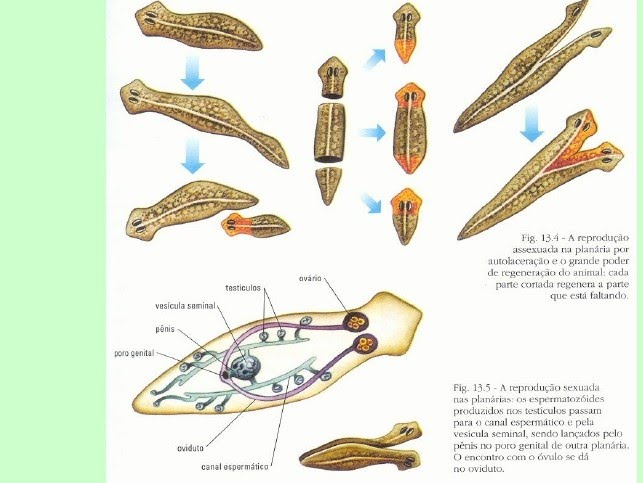 Fig. 13.4 - A reprodução
assexuada na planária por
autolaceração e o grande poder
de regeneração do animal: cada
parte cortada regenera a parte
que está faltando.
ovário
testículos
vesícula seminal
pênis
poro genital
oviduto
canal espermático
Fig. 13.5 - A reprodução sexuada
nas planárias: os espermatozóides
produzidos nos testículos passam
para o canal espermático e pela
vesícula seminal, sendo lançados pelo
pênis no poro genital de outra planária.
O encontro com o óvulo se dá
no oviduto.